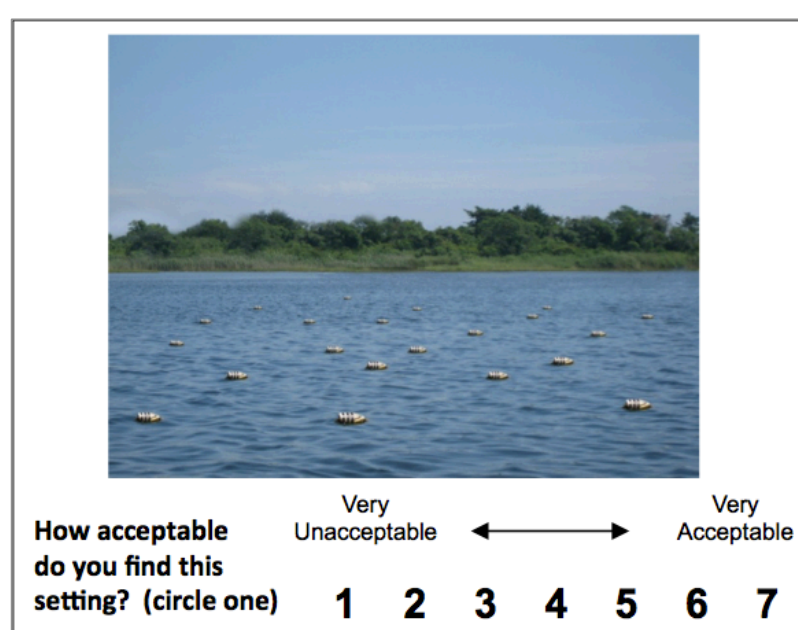 Very
Unacceptable
Very
Acceptable
How acceptable
do you find this
setting? (circle one)
1 2 3 4 5 6 7